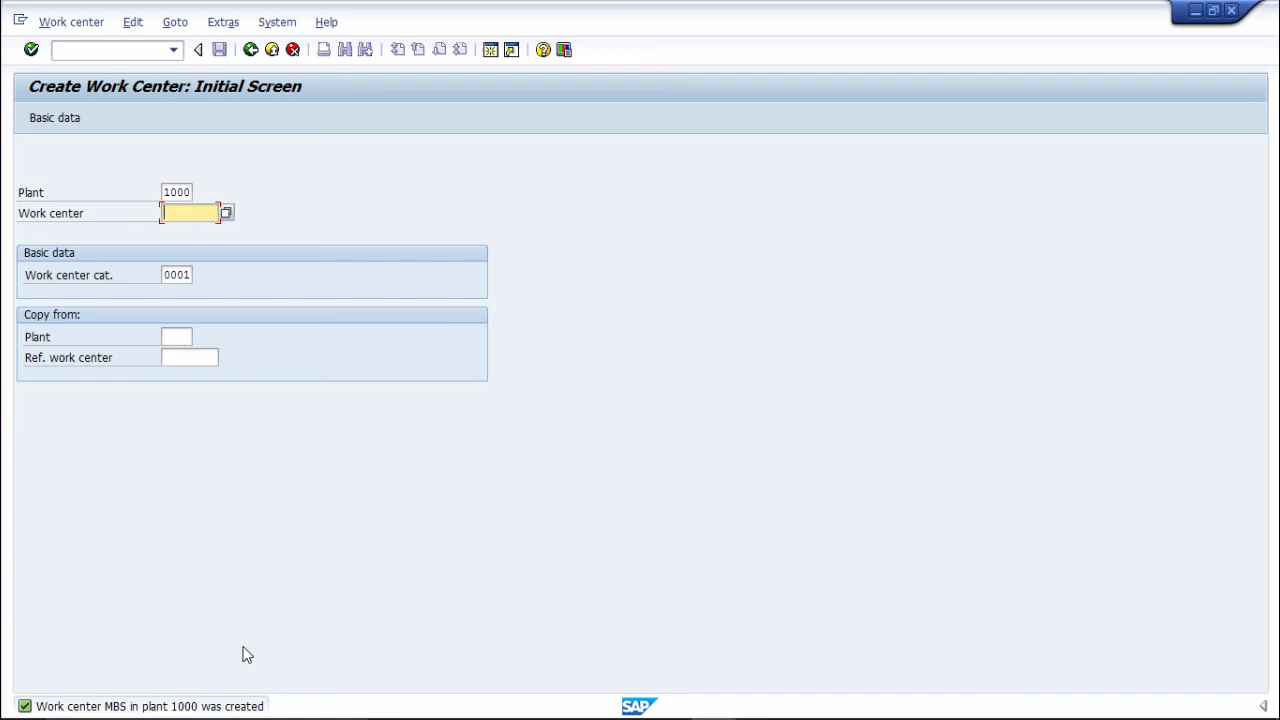 Work center Edit Goto Extras System Help
Create Work Center: Initial Screen
Basic data
Plant 1000
Work center
Basic data
Work center cat. 0001
Copy from:
Plant
Ref. work center
Work center MBS in plant 1000 was created
SAP